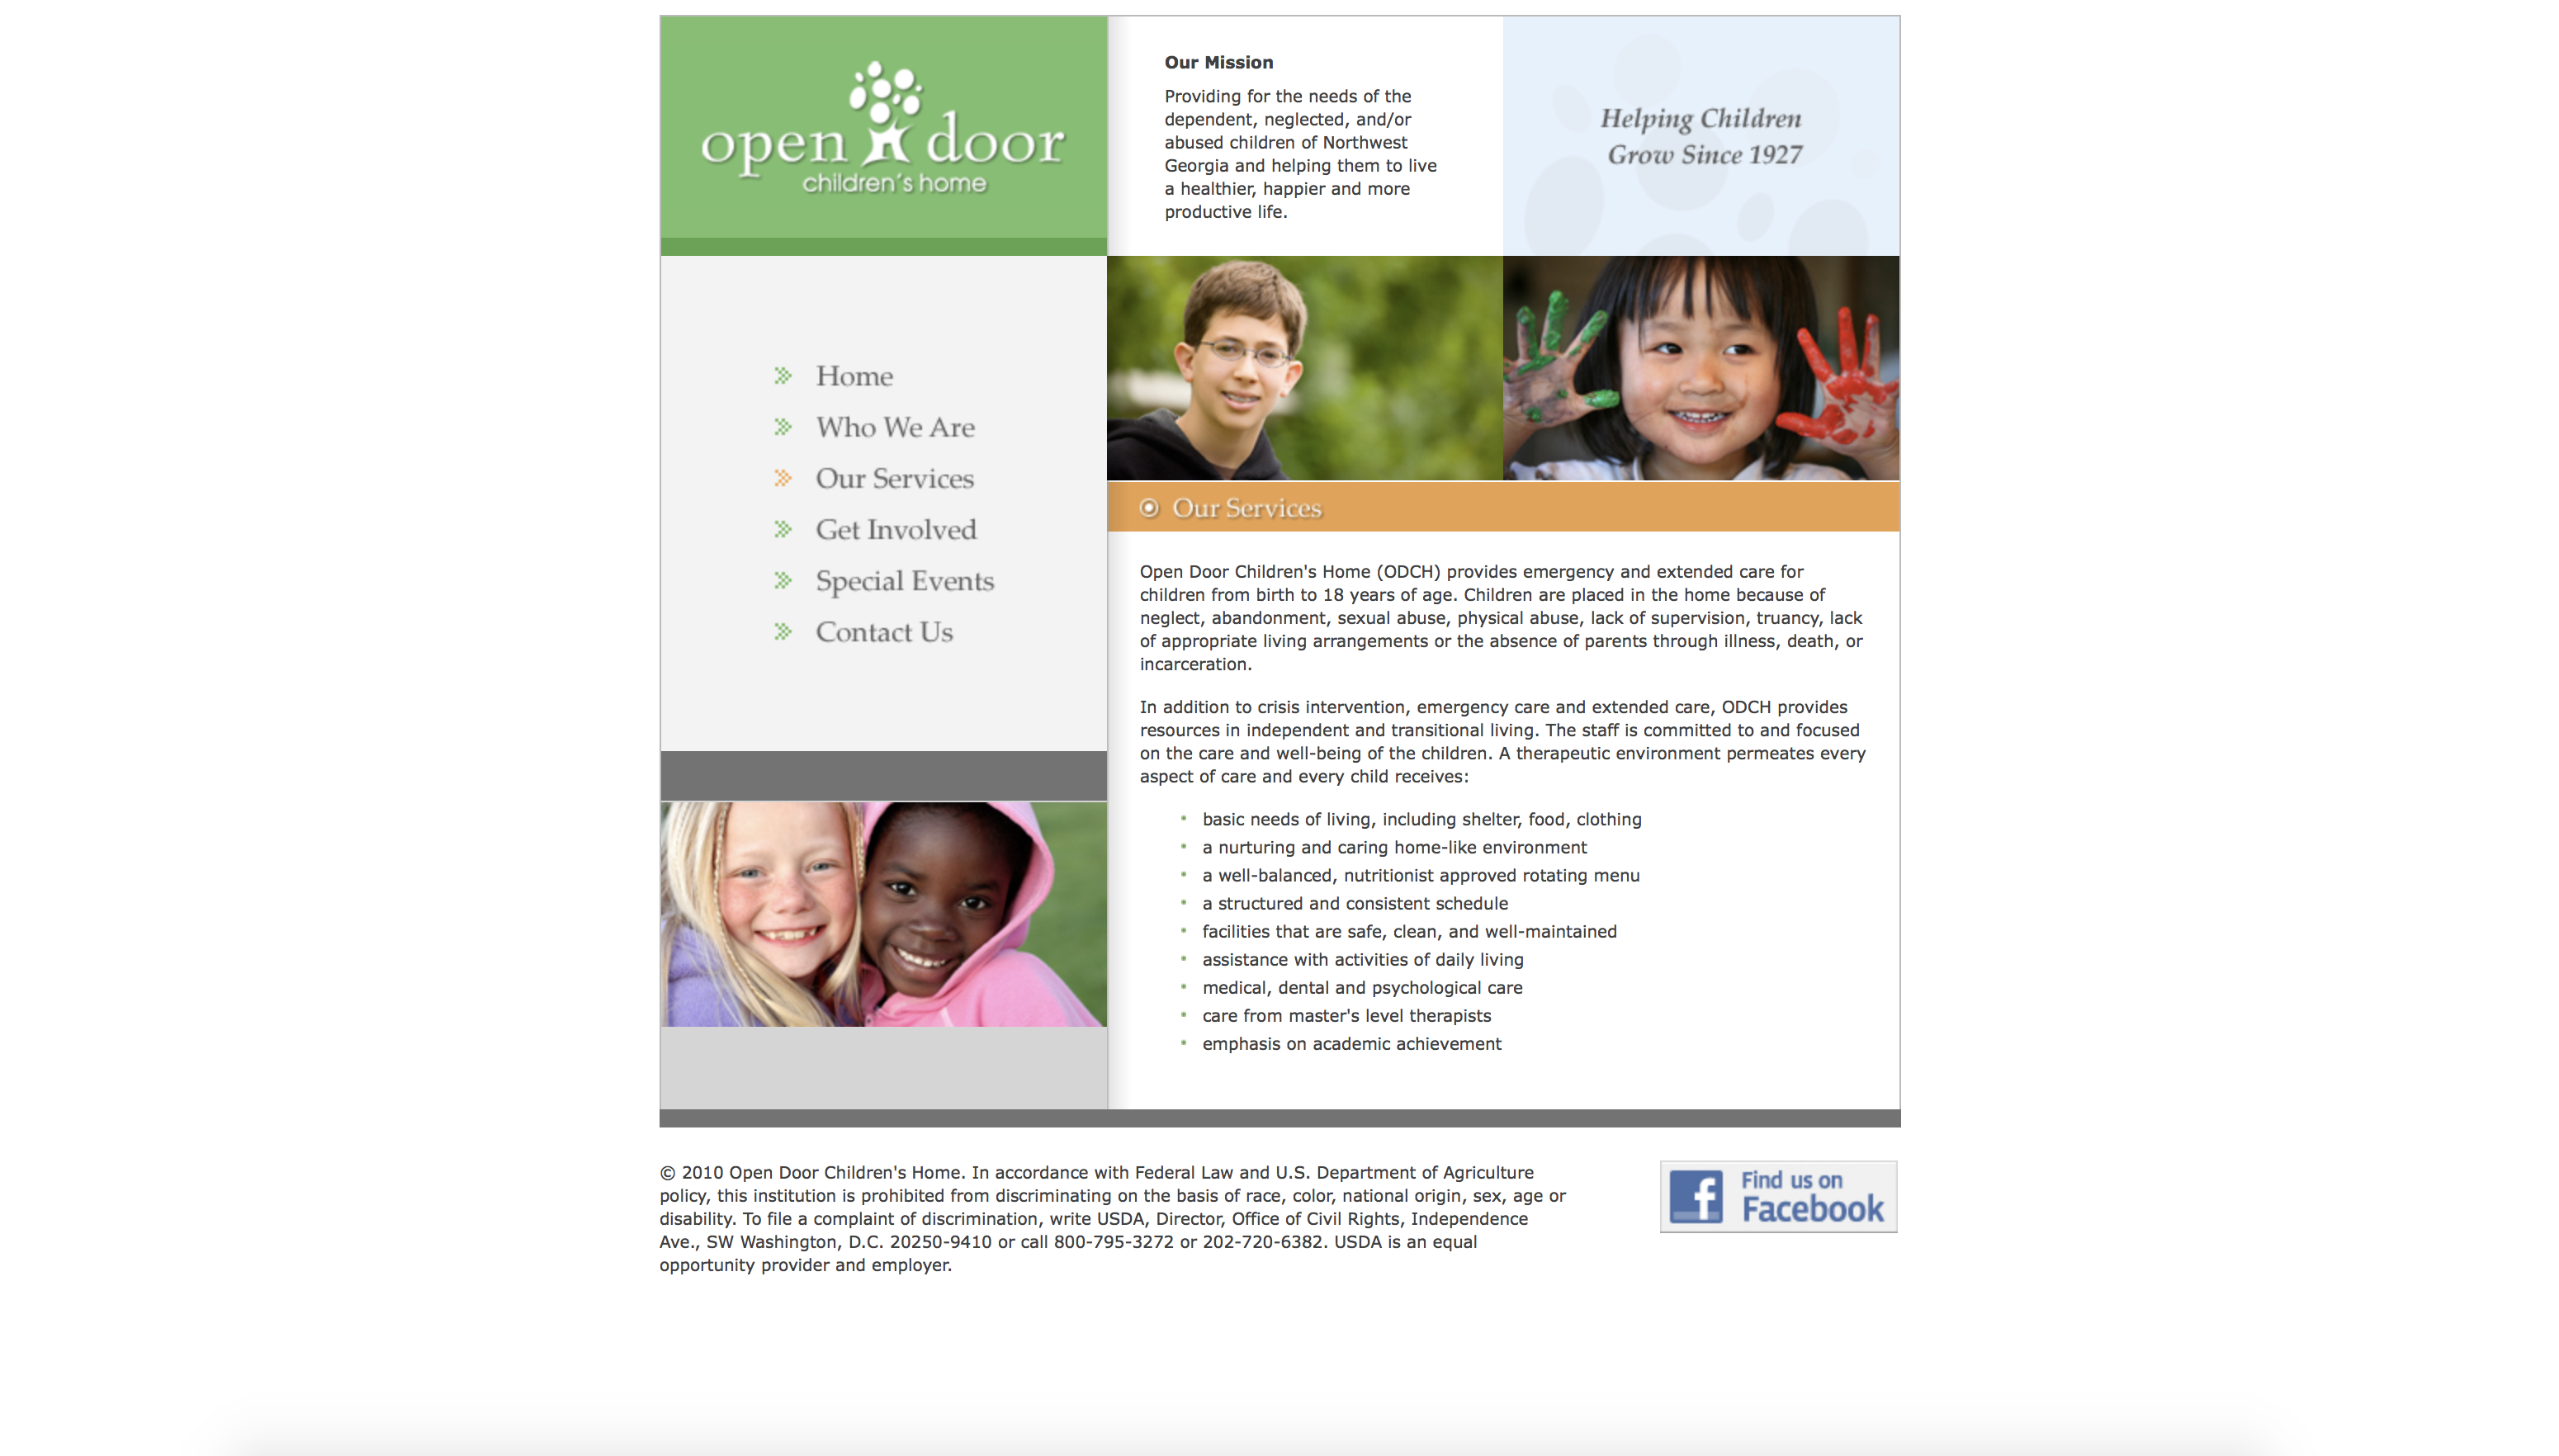 open door
children's home
Our Mission
Providing for the needs of the
dependent, neglected, and/or
abused children of Northwest
Georgia and helping them to live
a healthier, happier and more
productive life.
Helping Children
Grow Since 1927
Home
Who We Are
Our Services
Get Involved
Special Events
Contact Us
Our Services
Open Door Children's Home (ODCH) provides emergency and extended care for
children from birth to 18 years of age. Children are placed in the home because of
neglect, abandonment, sexual abuse, physical abuse, lack of supervision, truancy, lack
of appropriate living arrangements or the absence of parents through illness, death, or
incarceration.
In addition to crisis intervention, emergency care and extended care, ODCH provides
resources in independent and transitional living. The staff is committed to and focused
on the care and well-being of the children. A therapeutic environment permeates every
aspect of care and every child receives:
• basic needs of living, including shelter, food, clothing
• a nurturing and caring home-like environment
• a well-balanced, nutritionist approved rotating menu
• a structured and consistent schedule
• facilities that are safe, clean, and well-maintained
• assistance with activities of daily living
• medical, dental and psychological care
• care from master's level therapists
• emphasis on academic achievement
© 2010 Open Door Children's Home. In accordance with Federal Law and U.S. Department of Agriculture
policy, this institution is prohibited from discriminating on the basis of race, color, national origin, sex, age or
disability. To file a complaint of discrimination, write USDA, Director, Office of Civil Rights, Independence
Ave., SW Washington, D.C. 20250-9410 or call 800-795-3272 or 202-720-6382. USDA is an equal
opportunity provider and employer.
f
Find us on
Facebook